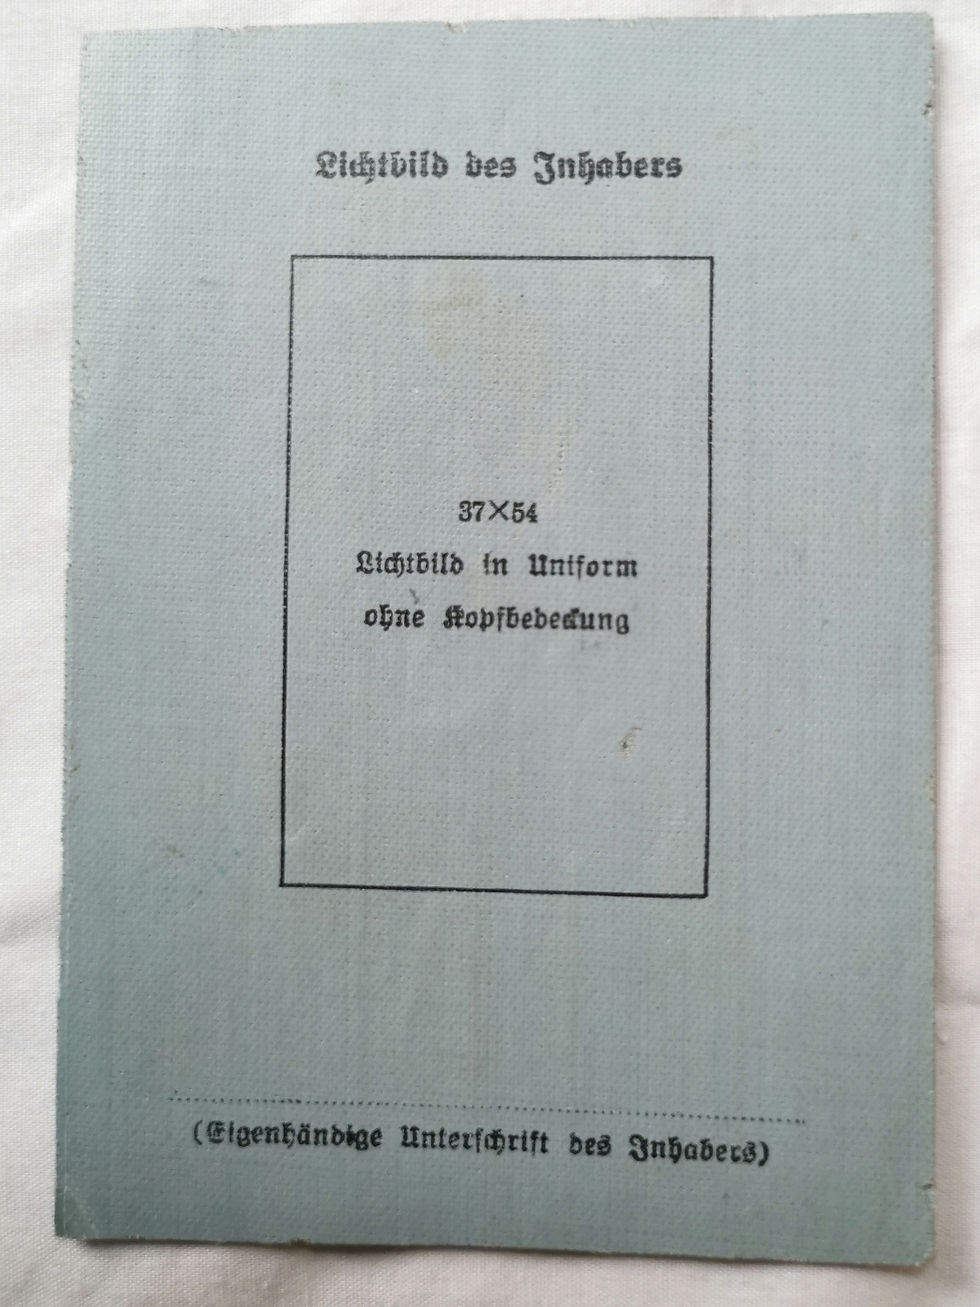 Lichtbild des Inhabers
37×54
Lichtbild in Uniform
ohne Kopfbedeckung
(Eigenhändige Unterschrift des Inhabers)